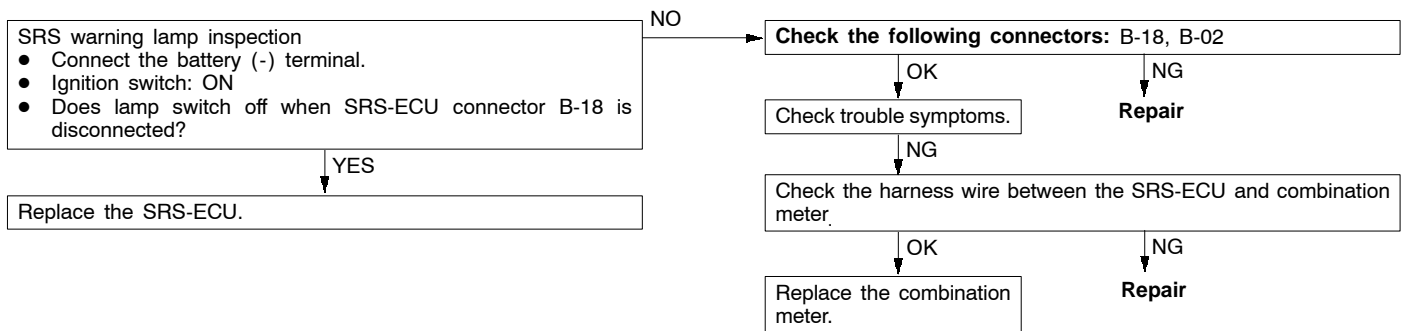 SRS warning lamp inspection
● Connect the battery (-) terminal.
● Ignition switch: ON
● Does lamp switch off when SRS-ECU connector B-18 is
disconnected?
NO
Check the following connectors: B-18, B-02
OK
NG
Check trouble symptoms.
Repair
NG
YES
Replace the SRS-ECU.
Check the harness wire between the SRS-ECU and combination
meter.
OK
NG
Replace the combination
meter.
Repair